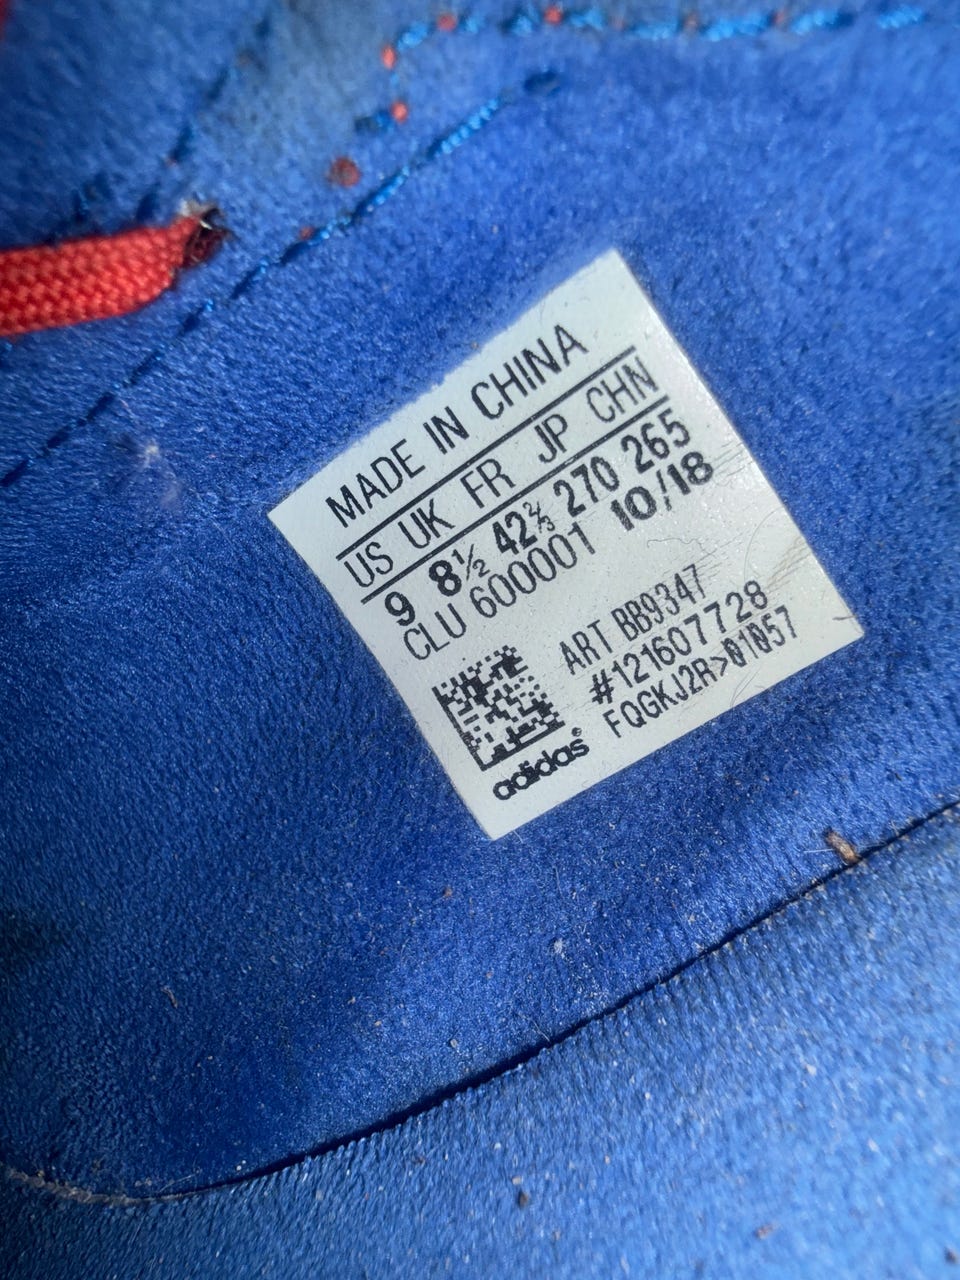 MADE IN CHINA
US UK FR JP CHN
9 8½ 42⅔ 270 265
CLU 600001 10/18
ART BB9347
#121607728
FQGKJ2R>01057
adidas®